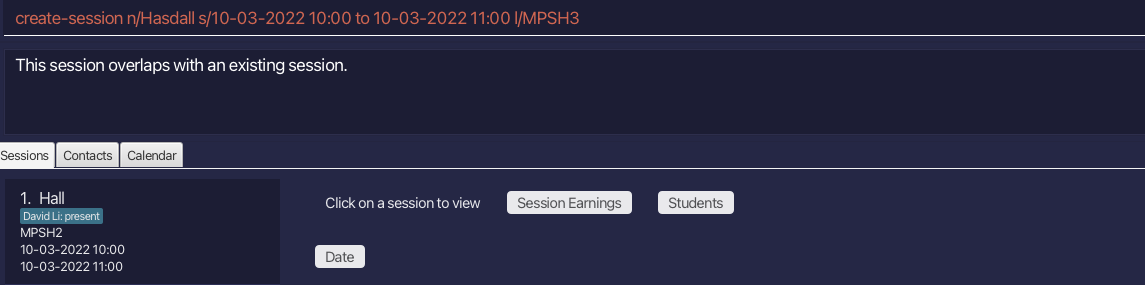 create-session n/Hasdall s/10-03-2022 10:00 to 10-03-2022 11:00 l/MPSH3
This session overlaps with an existing session.
Sessions Contacts Calendar
1. Hall
David Li: present
MPSH2
10-03-2022 10:00
10-03-2022 11:00
Click on a session to view Session Earnings Students
Date